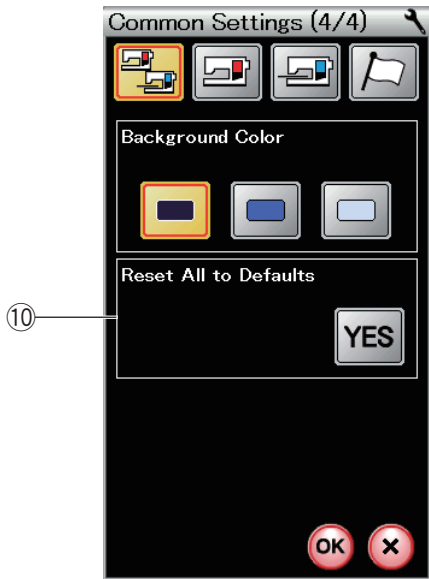 Common Settings (4/4)
Background Color
Reset All to Defaults
⑩
YES
OK